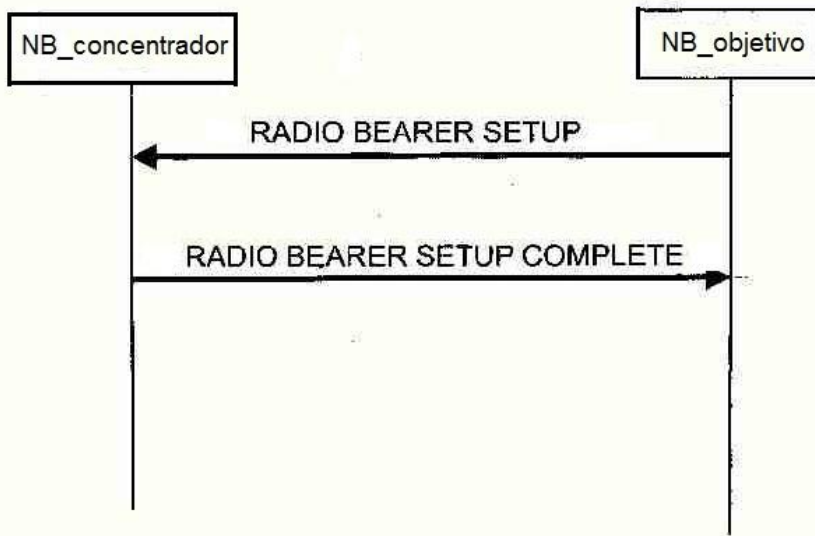 NB_concentrador
NB_objetivo
RADIO BEARER SETUP
RADIO BEARER SETUP COMPLETE